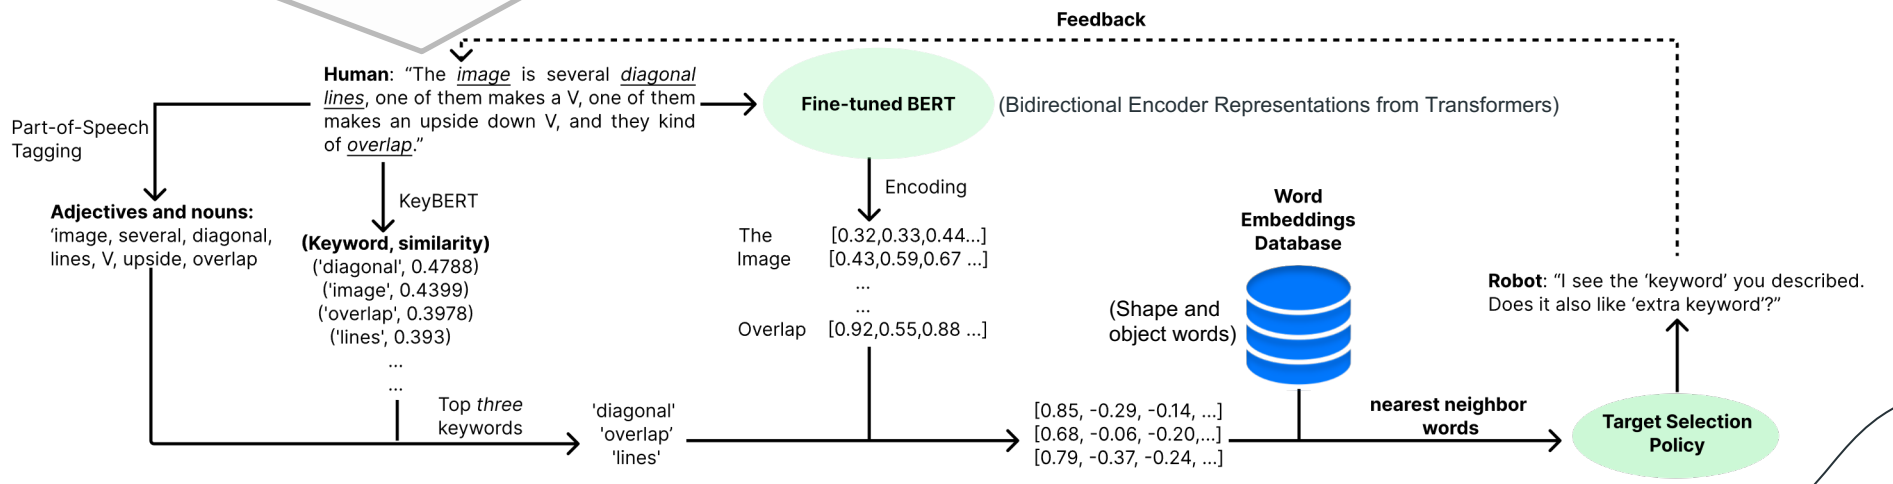 Feedback
Human: “The image is several diagonal
lines, one of them makes a V, one of them
makes an upside down V, and they kind
of overlap.”
Fine-tuned BERT
(Bidirectional Encoder Representations from Transformers)
Part-of-Speech
Tagging
Adjectives and nouns:
‘image, several, diagonal,
lines, V, upside, overlap
KeyBERT
(Keyword, similarity)
('diagonal', 0.4788)
('image', 0.4399)
('overlap', 0.3978)
('lines', 0.393)
...
...
Top three
keywords
'diagonal'
'overlap’
'lines'
Encoding
The [0.32,0.33,0.44...]
Image [0.43,0.59,0.67 ...]
...
...
Overlap [0.92,0.55,0.88 ...]
Word
Embeddings
Database
(Shape and
object words)
[0.85, -0.29, -0.14, ...]
[0.68, -0.06, -0.20,...]
[0.79, -0.37, -0.24, ...]
nearest neighbor
words
Target Selection
Policy
Robot: “I see the ‘keyword’ you described.
Does it also like ‘extra keyword’?”